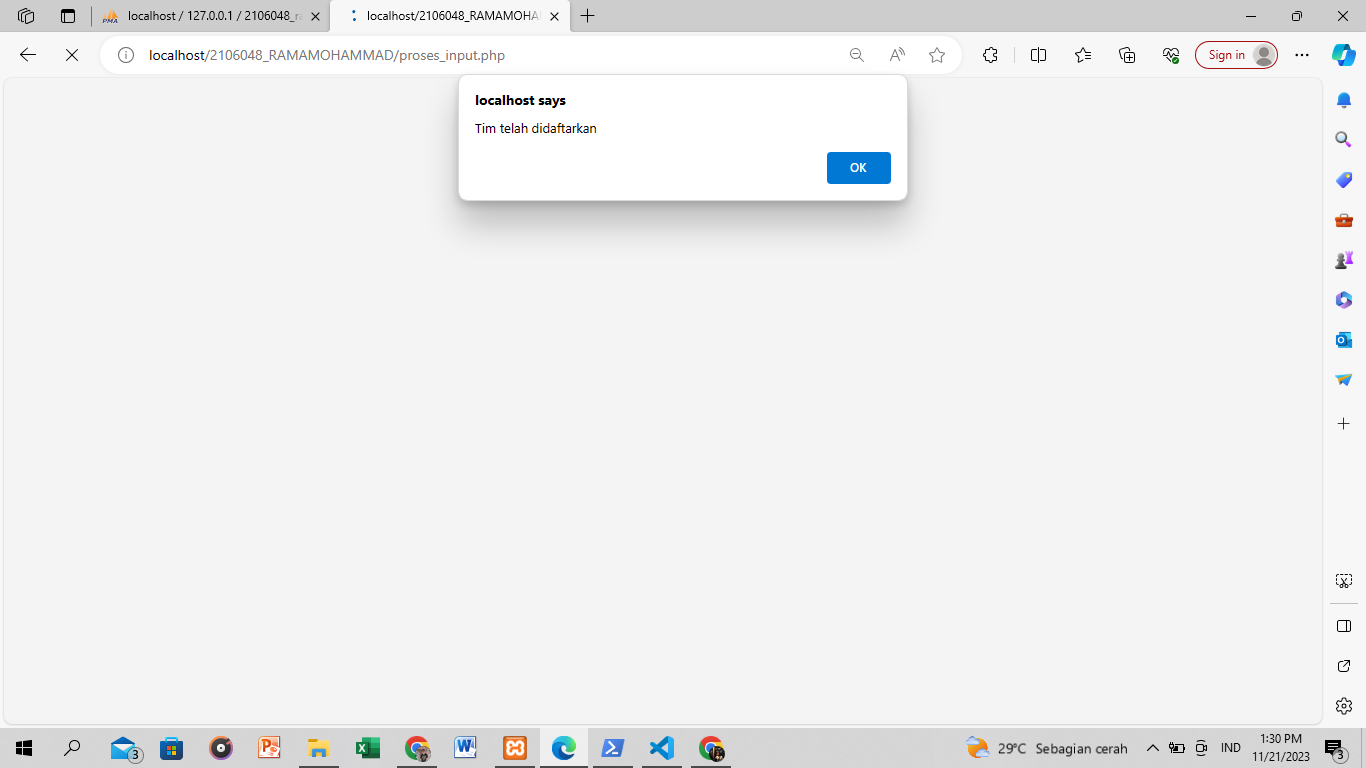 PMA
localhost / 127.0.0.1 / 2106048_ra
localhost/2106048_RAMAMOHA
localhost/2106048_RAMAMOHAMMAD/proses_input.php
Sign in
localhost says
Tim telah didaftarkan
OK
3
29°C Sebagian cerah
IND
1:30 PM
11/21/2023
3